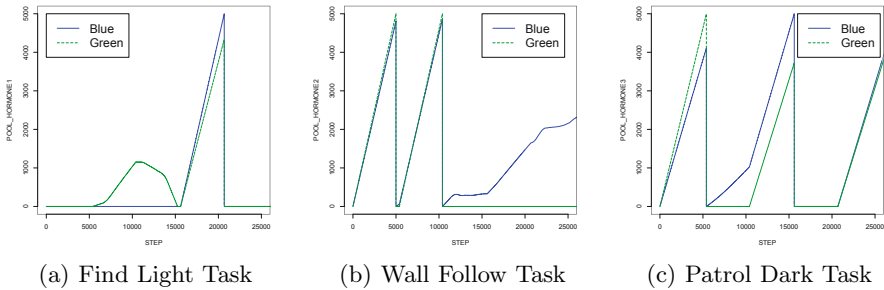 Blue
Green
POOL_HORMONE1
5000
4000
3000
2000
1000
0
0 5000 10000 15000 20000 25000
STEP
(a) Find Light Task
Blue
Green
POOL_HORMONE2
5000
4000
3000
2000
1000
0
0 5000 10000 15000 20000 25000
STEP
(b) Wall Follow Task
Blue
Green
POOL_HORMONE3
5000
4000
3000
2000
1000
0
0 5000 10000 15000 20000 25000
STEP
(c) Patrol Dark Task